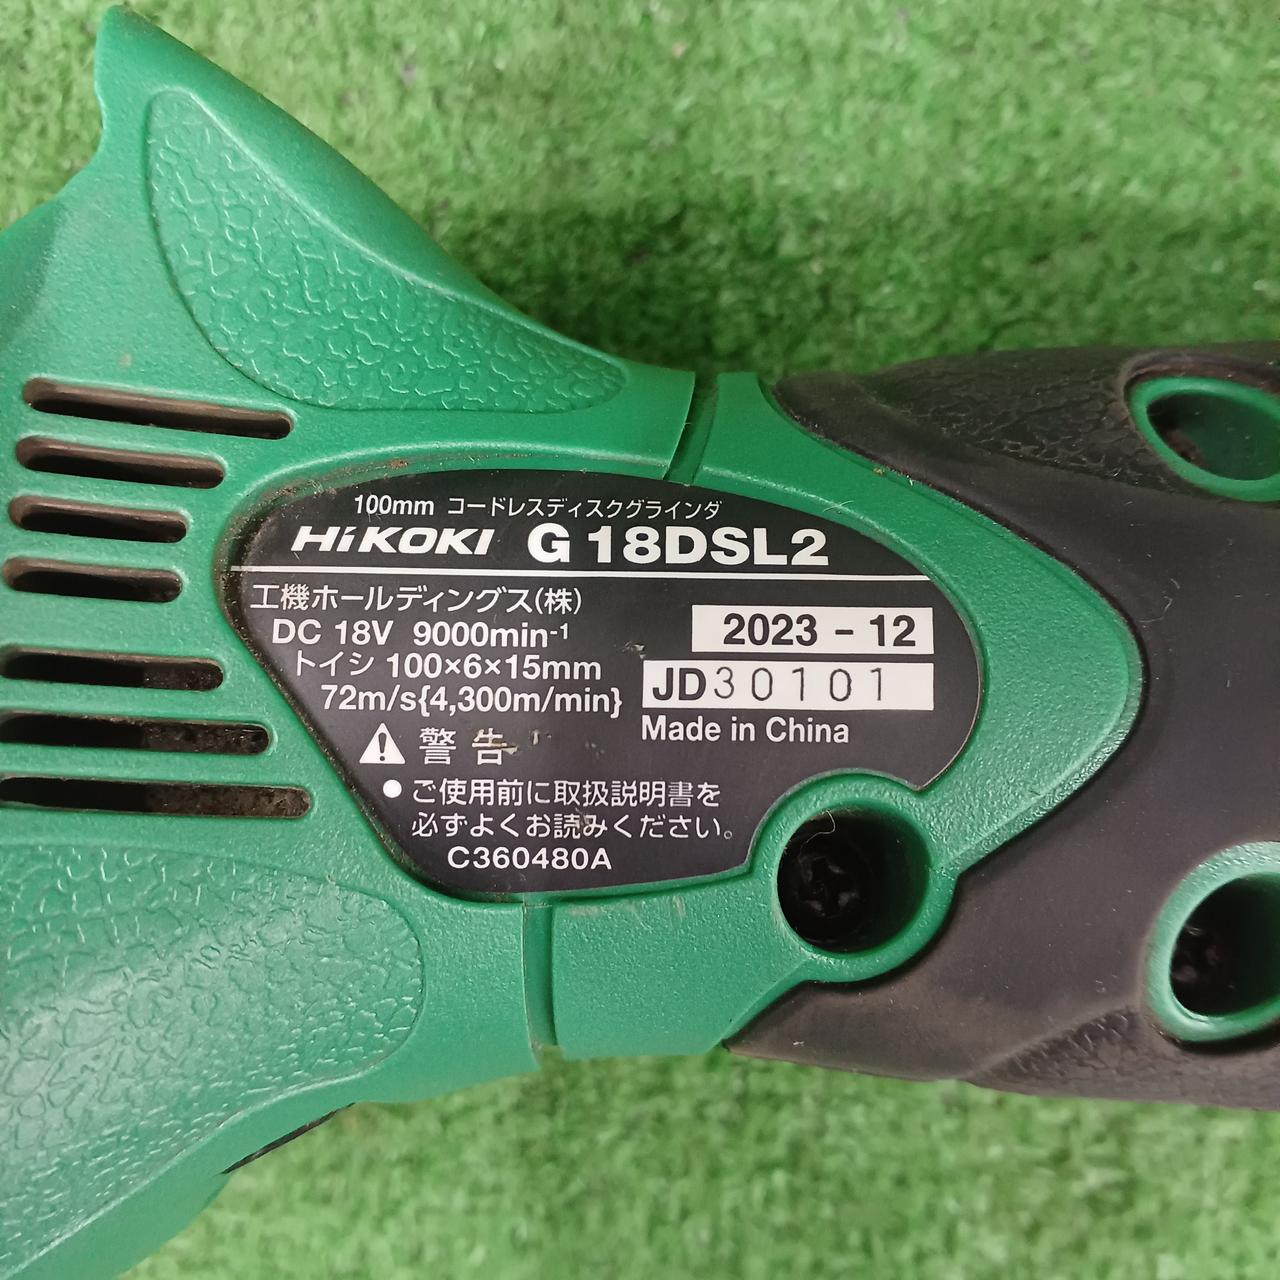 100mm コードレスディスクグラインダ
HiKOKI G 18DSL2
工機ホールディングス(株)
DC 18V 9000min-1
トイシ 100×6×15mm
72m/s{4,300m/min}
2023 - 12
JD30101
Made in China
警告
●ご使用前に取扱説明書を
必ずよくお読みください。
C360480A